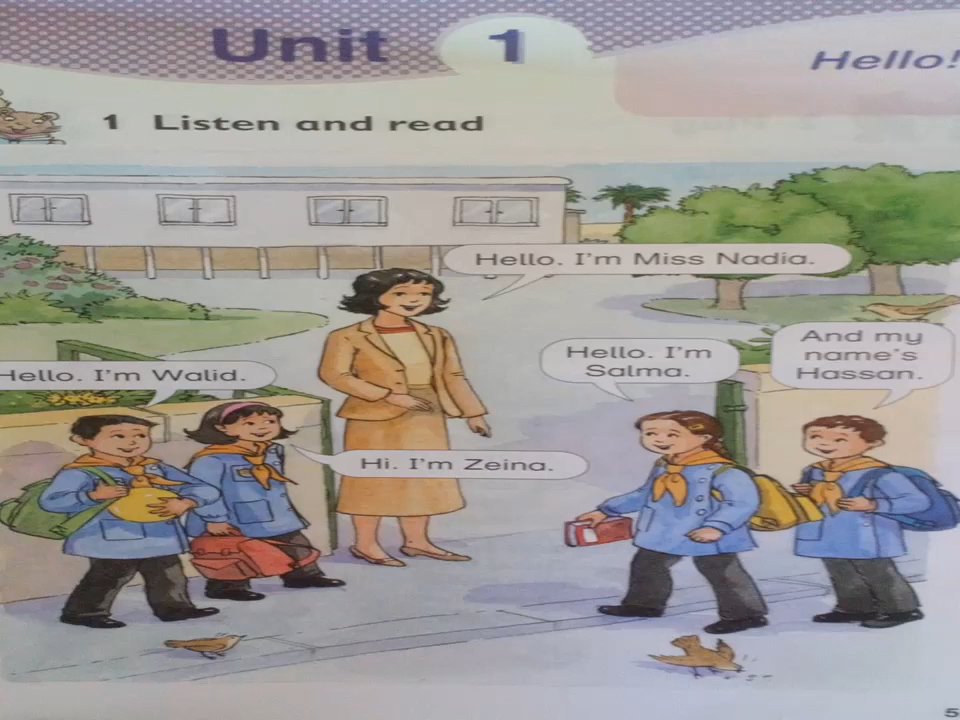 Unit 1
Hello!
1 Listen and read
Hello. I'm Miss Nadia.
Hello. I'm Walid.
Hi. I'm Zeina.
Hello. I'm
Salma.
And my
name's
Hassan.
5